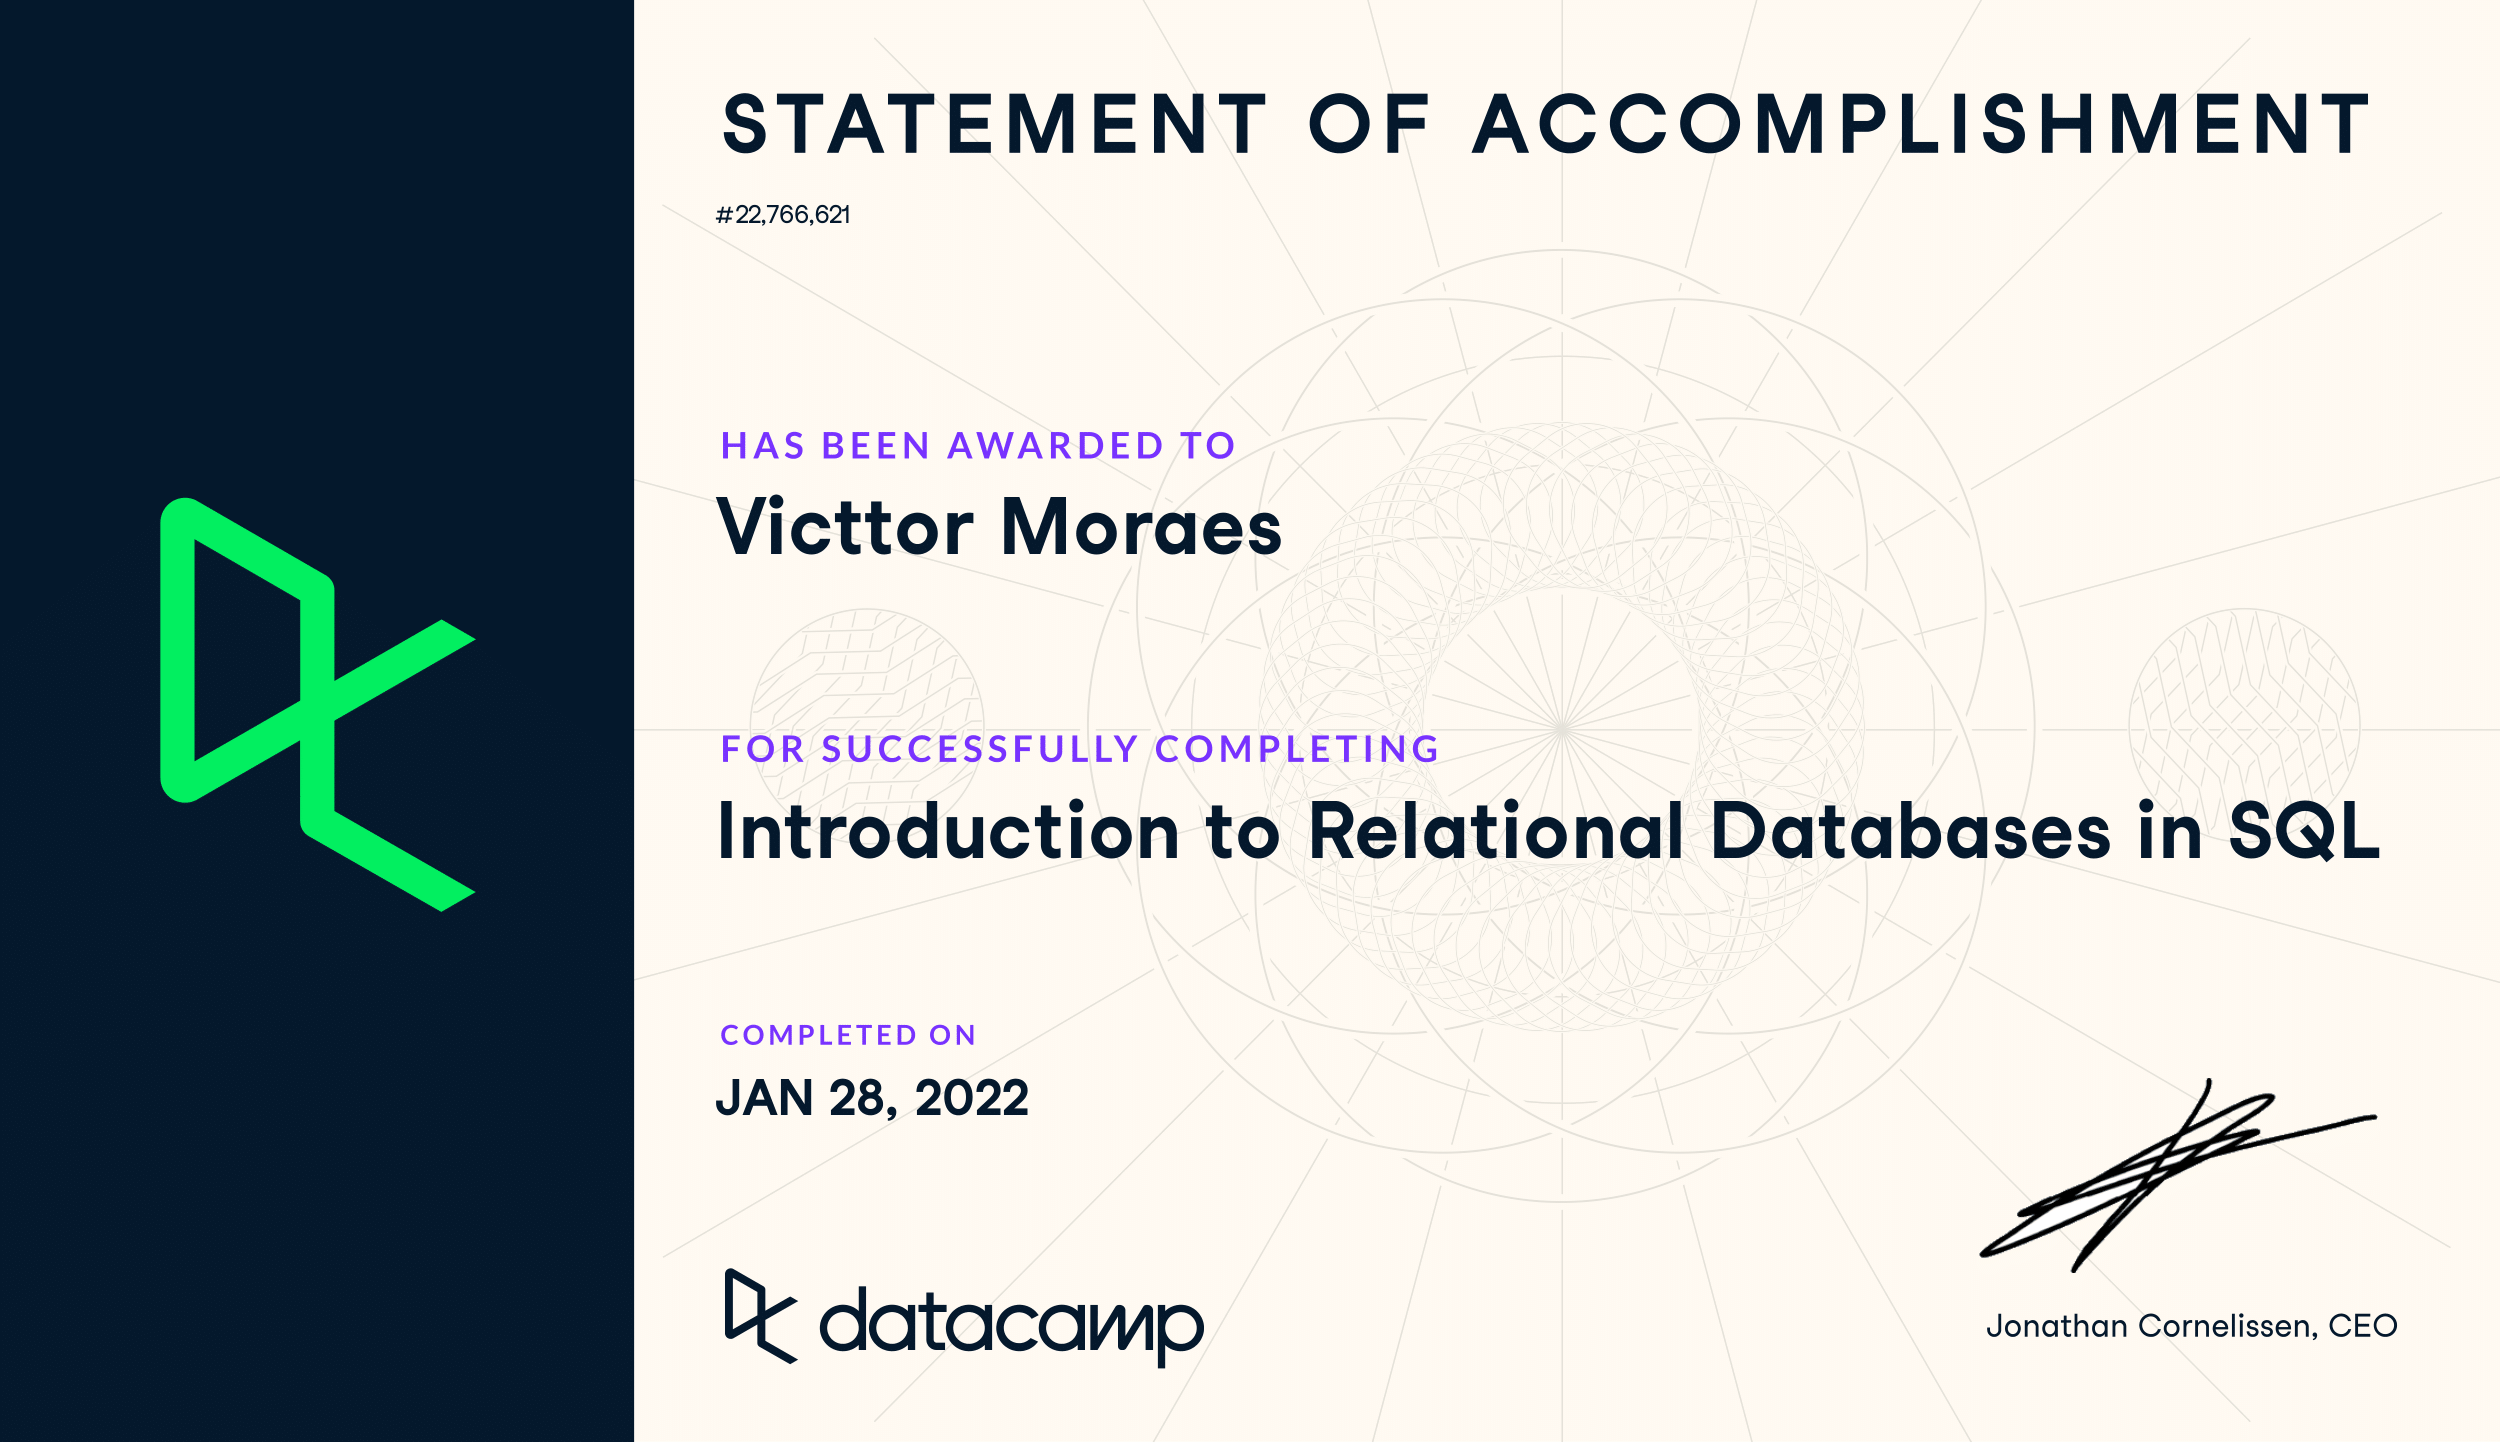 STATEMENT OF ACCOMPLISHMENT
#22,766,621
HAS BEEN AWARDED TO
Victtor Moraes
FOR SUCCESSFULLY COMPLETING
Introduction to Relational Databases in SQL
COMPLETED ON
JAN 28, 2022
datacamp
Jonathan Cornelissen, CEO